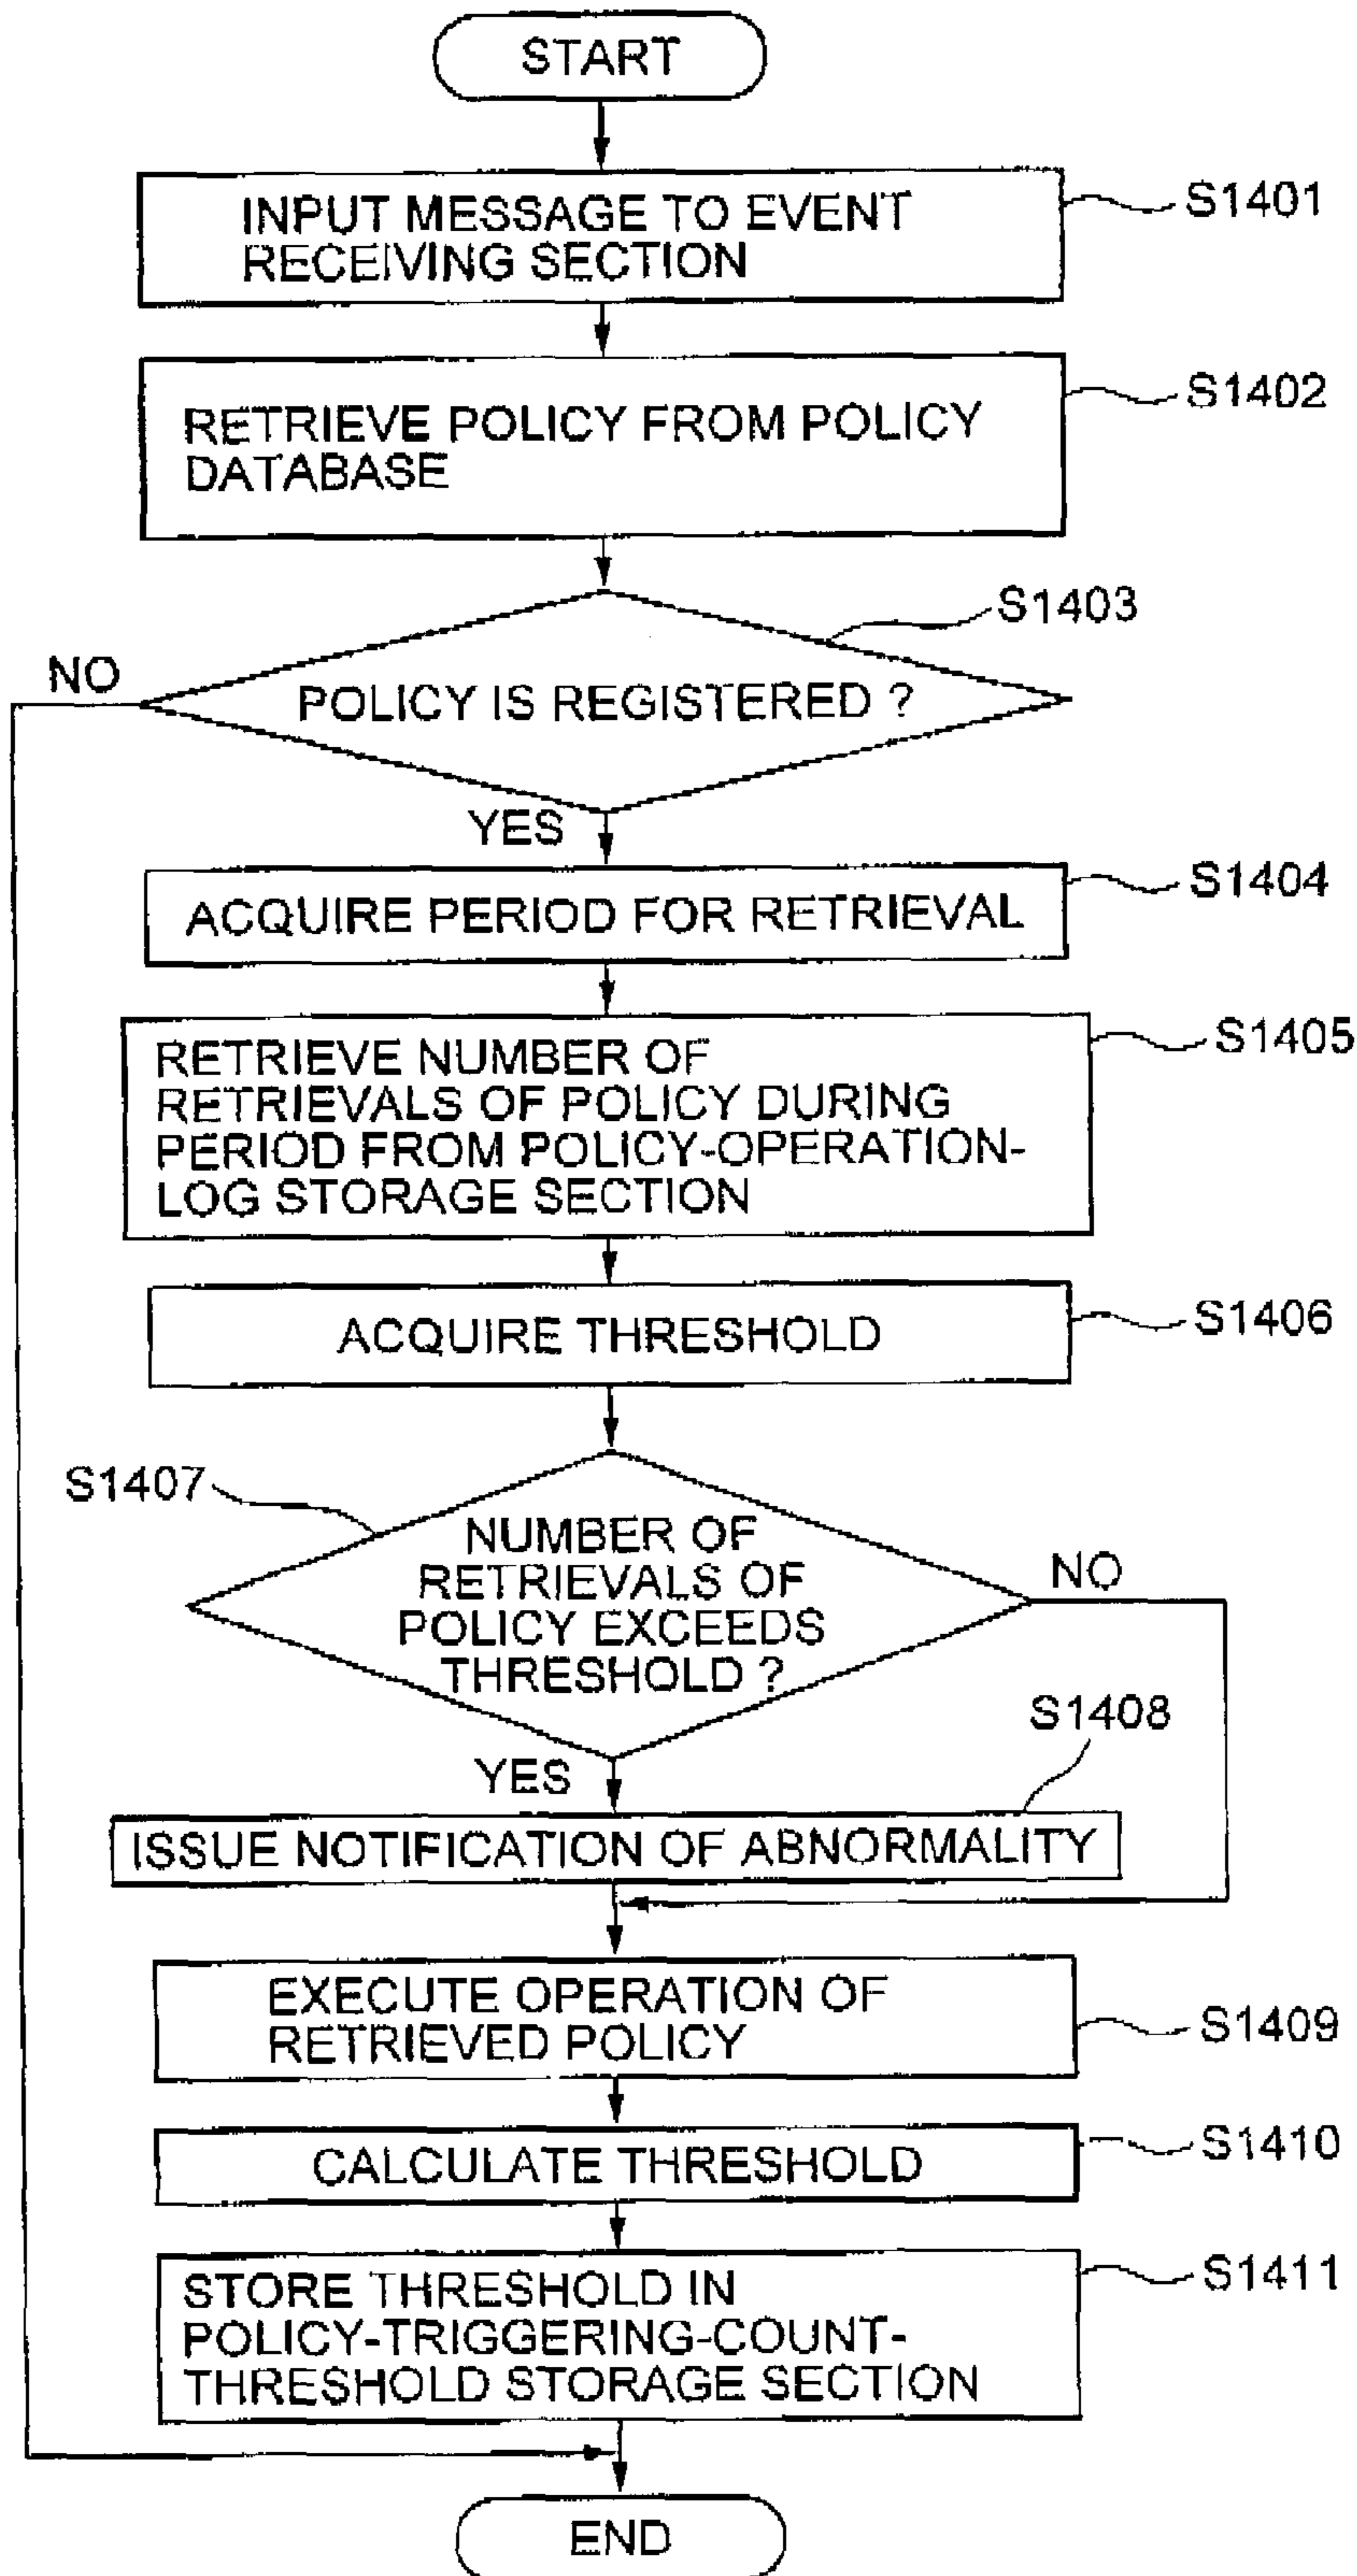 START
INPUT MESSAGE TO EVENT
RECEIVING SECTION
S1401
RETRIEVE POLICY FROM POLICY
DATABASE
S1402
S1403
NO
POLICY IS REGISTERED ?
YES
ACQUIRE PERIOD FOR RETRIEVAL
S1404
RETRIEVE NUMBER OF
RETRIEVALS OF POLICY DURING
PERIOD FROM POLICY-OPERATION-
LOG STORAGE SECTION
S1405
ACQUIRE THRESHOLD
S1406
S1407
NUMBER OF
RETRIEVALS OF
POLICY EXCEEDS
THRESHOLD ?
NO
YES
S1408
ISSUE NOTIFICATION OF ABNORMALITY
EXECUTE OPERATION OF
RETRIEVED POLICY
S1409
CALCULATE THRESHOLD
S1410
STORE THRESHOLD IN
POLICY-TRIGGERING-COUNT-
THRESHOLD STORAGE SECTION
S1411
END